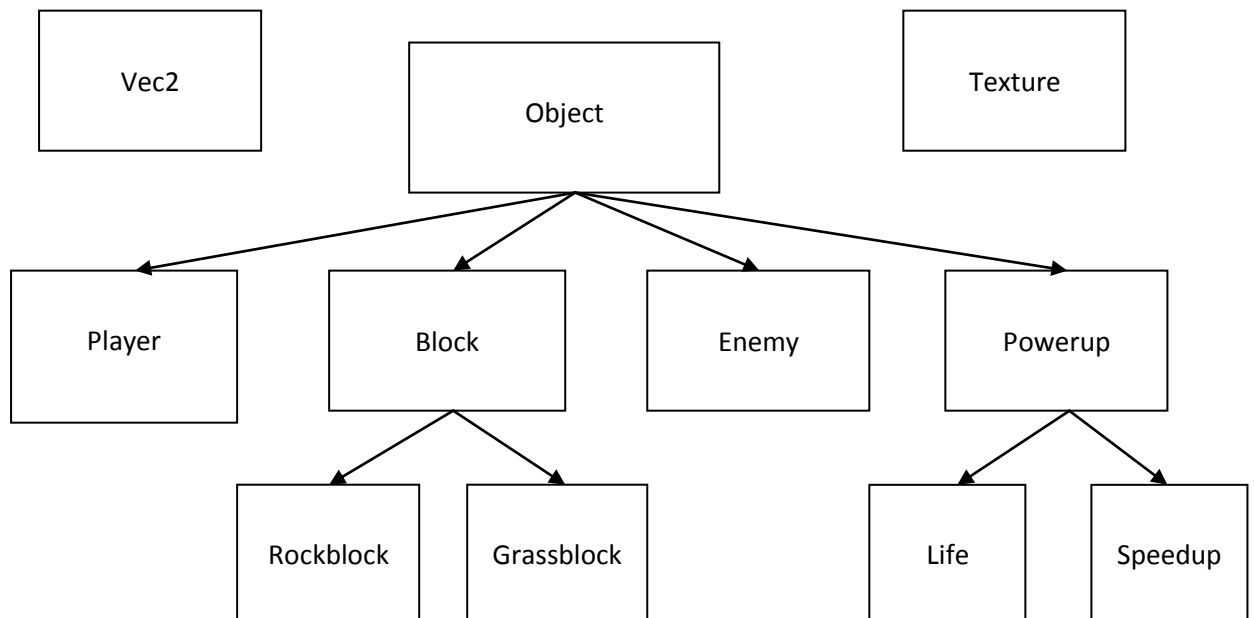 Vec2
Object
Texture
Player
Block
Enemy
Powerup
Rockblock
Grassblock
Life
Speedup